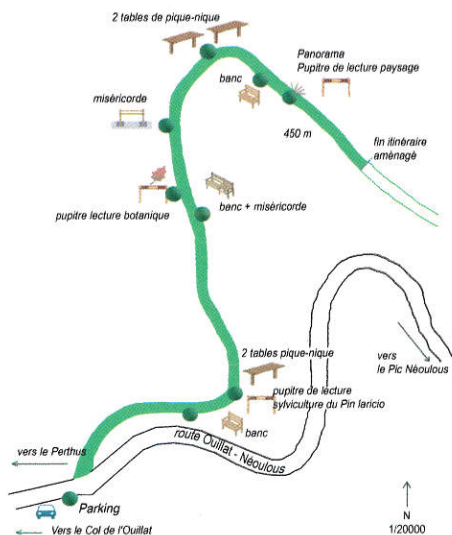 2 tables de pique-nique
Panorama
Pupitre de lecture paysage
banc
miséricorde
450 m
fin itinéraire
aménagé
pupitre lecture botanique
banc + miséricorde
2 tables pique-nique
vers
le Pic Néoulous
pupitre de lecture
sylviculture du Pin laricio
banc
route Ouillat - Néoulous
vers le Perthus
Parking
Vers le Col de l'Ouillat
N
1/20000